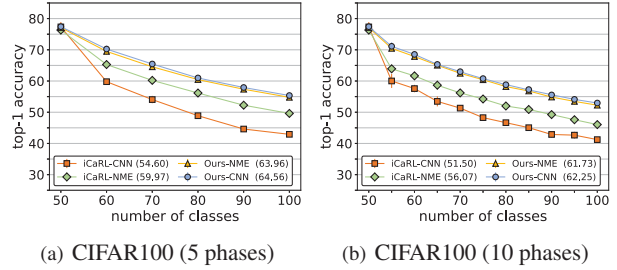 top-1 accuracy
80
70
60
50
40
30
iCaRL-CNN (54,60)
iCaRL-NME (59,97)
Ours-NME (63,96)
Ours-CNN (64,56)
50 60 70 80 90 100
number of classes
(a) CIFAR100 (5 phases)
top-1 accuracy
80
70
60
50
40
30
iCaRL-CNN (51,50)
iCaRL-NME (56,07)
Ours-NME (61,73)
Ours-CNN (62,25)
50 60 70 80 90 100
number of classes
(b) CIFAR100 (10 phases)